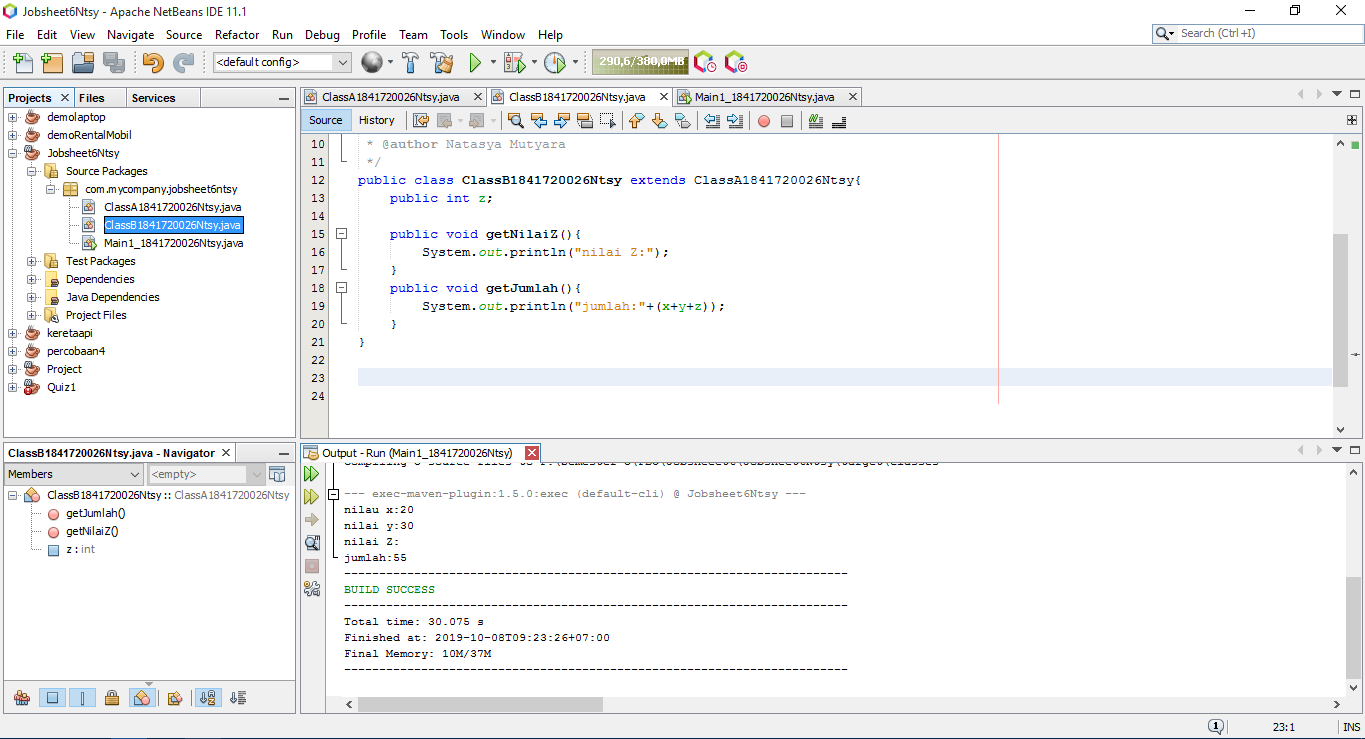 Jobsheet6Ntsy - Apache NetBeans IDE 11.1
File Edit View Navigate Source Refactor Run Debug Profile Team Tools Window Help
Search (Ctrl+I)
<default config>
290,6/380,0MB
Projects Files Services
demolaptop
demoRentalMobil
Jobsheet6Ntsy
Source Packages
com.mycompany.jobsheet6ntsy
ClassA1841720026Ntsy.java
ClassB1841720026Ntsy.java
Main1_1841720026Ntsy.java
Test Packages
Dependencies
Java Dependencies
Project Files
keretaapi
percobaan4
Project
Quiz1
ClassA1841720026Ntsy.java ClassB1841720026Ntsy.java Main1_1841720026Ntsy.java
Source History
10 * @author Natasya Mutyara
11 */
12 public class ClassB1841720026Ntsy extends ClassA1841720026Ntsy{
13 public int z;
14
15 public void getNilaiZ(){
16 System.out.println("nilai Z:");
17 }
18 public void getJumlah(){
19 System.out.println("jumlah:"+(x+y+z));
20 }
21 }
22
23
24
ClassB1841720026Ntsy.java - Navigator
Members <empty>
ClassB1841720026Ntsy :: ClassA1841720026Ntsy
getJumlah()
getNilaiZ()
z : int
Output - Run (Main1_1841720026Ntsy)
--- exec-maven-plugin:1.5.0:exec (default-cli) @ Jobsheet6Ntsy ---
nilau x:20
nilai y:30
nilai Z:
jumlah:55
------------------------------------------------------------------------
BUILD SUCCESS
------------------------------------------------------------------------
Total time: 30.075 s
Finished at: 2019-10-08T09:23:26+07:00
Final Memory: 10M/37M
------------------------------------------------------------------------
1 23:1 INS